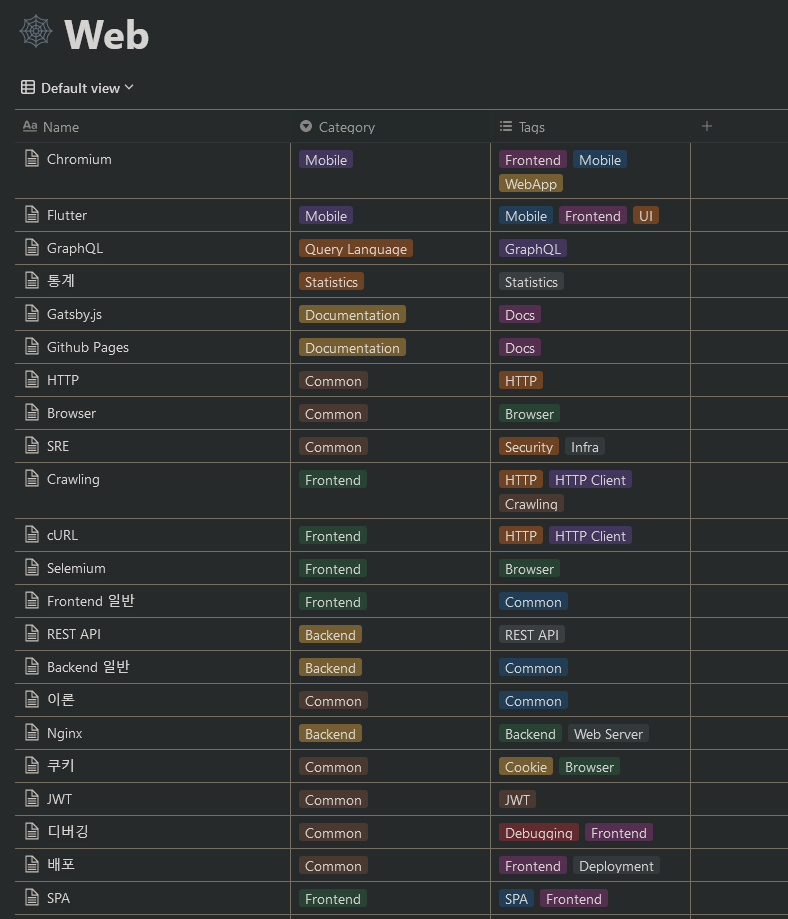 Web
Default view
Aa Name Category Tags +
Chromium Mobile Frontend Mobile
WebApp
Flutter Mobile Mobile Frontend UI
GraphQL Query Language GraphQL
통계 Statistics Statistics
Gatsby.js Documentation Docs
Github Pages Documentation Docs
HTTP Common HTTP
Browser Common Browser
SRE Common Security Infra
Crawling Frontend HTTP HTTP Client
Crawling
cURL Frontend HTTP HTTP Client
Selemium Frontend Browser
Frontend 일반 Frontend Common
REST API Backend REST API
Backend 일반 Backend Common
이론 Common Common
Nginx Backend Backend Web Server
쿠키 Common Cookie Browser
JWT Common JWT
디버깅 Common Debugging Frontend
배포 Common Frontend Deployment
SPA Frontend SPA Frontend